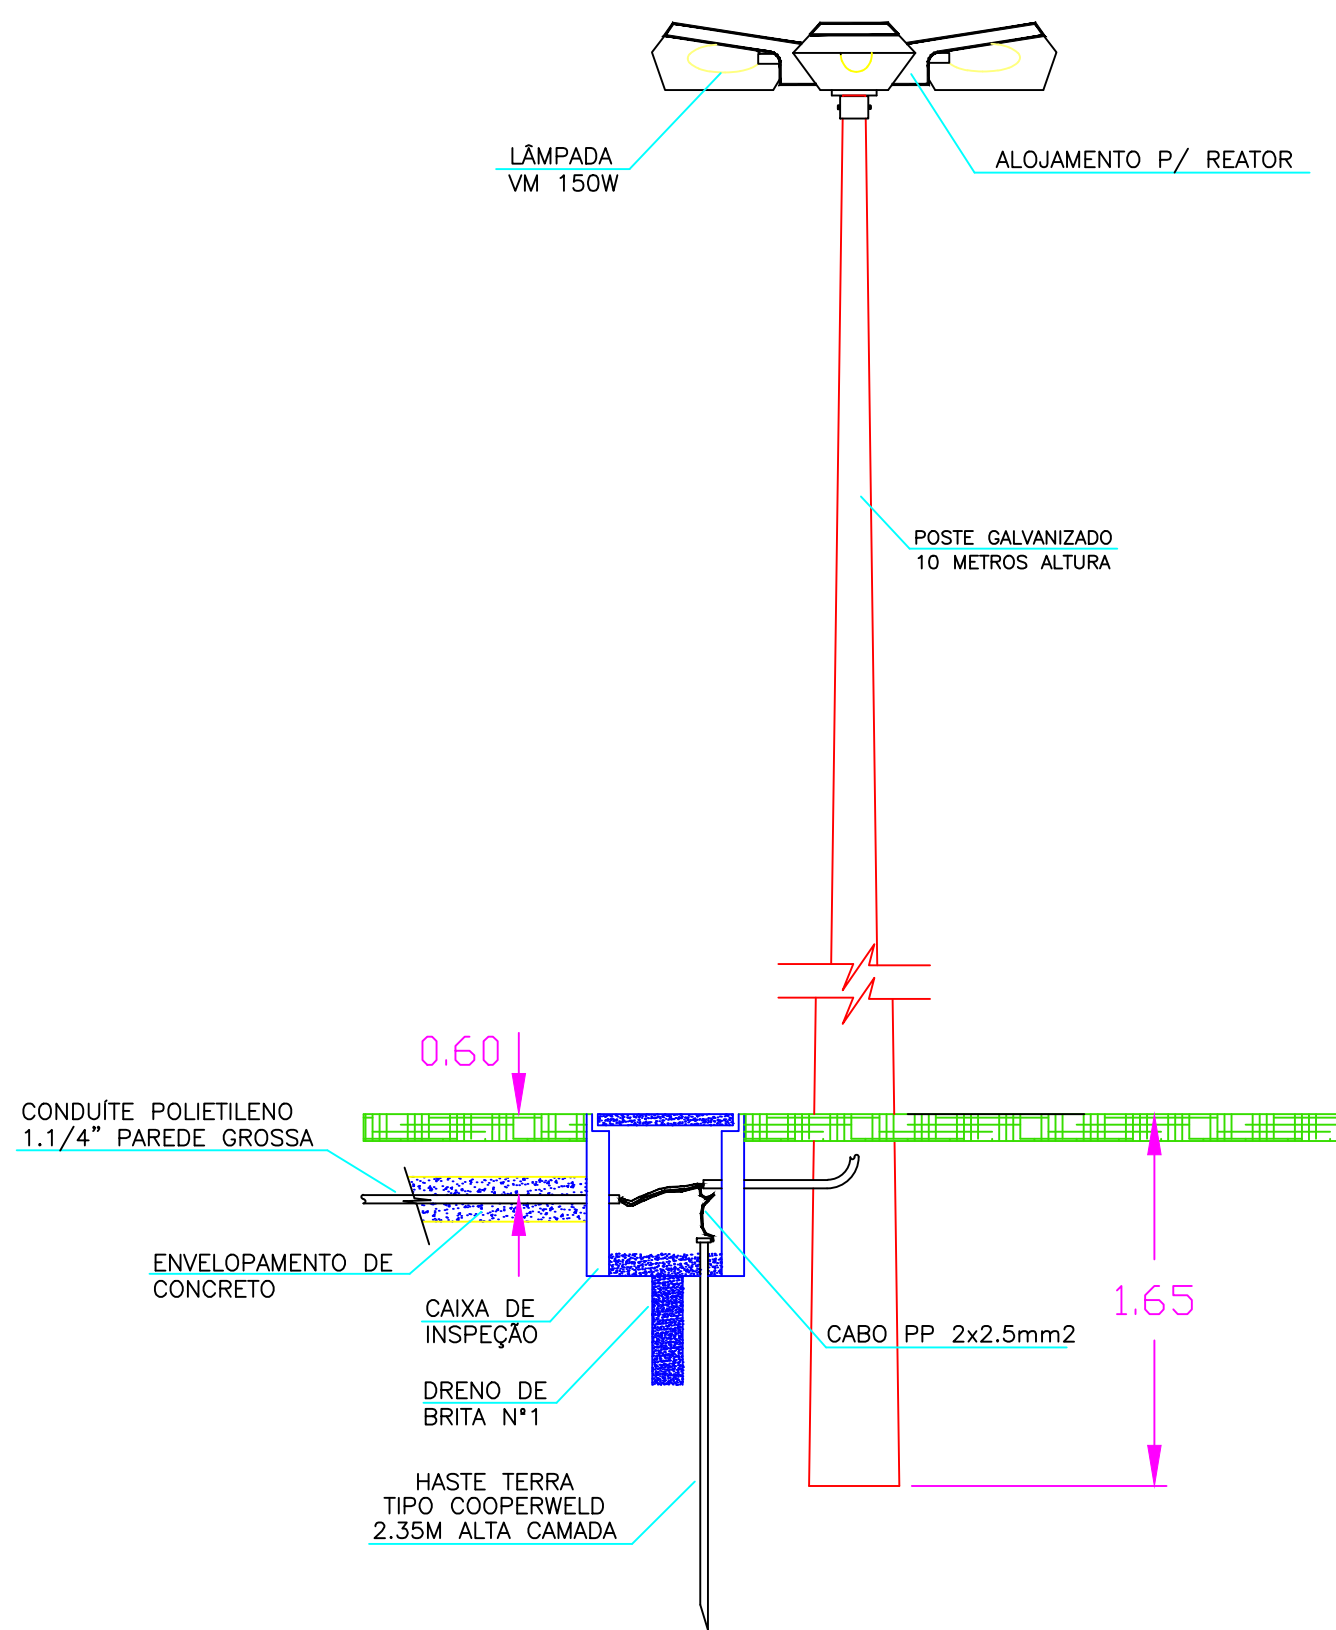 LÂMPADA
VM 150W
ALOJAMENTO P/ REATOR
POSTE GALVANIZADO
10 METROS ALTURA
0.60
CONDUÍTE POLIETILENO
1.1/4” PAREDE GROSSA
ENVELOPAMENTO DE
CONCRETO
CAIXA DE
INSPEÇÃO
1.65
CABO PP 2x2.5mm2
DRENO DE
BRITA Nº1
HASTE TERRA
TIPO COOPERWELD
2.35M ALTA CAMADA